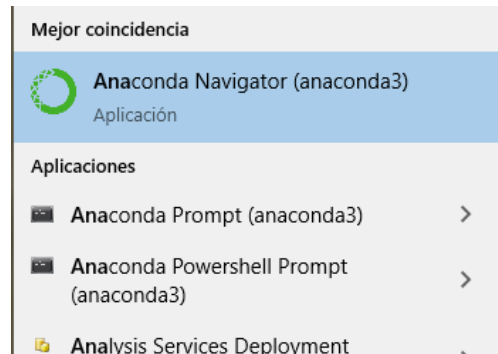 Mejor coincidencia
Anaconda Navigator (anaconda3)
Aplicación
Aplicaciones
Anaconda Prompt (anaconda3)
Anaconda Powershell Prompt
(anaconda3)
Analysis Services Deployment